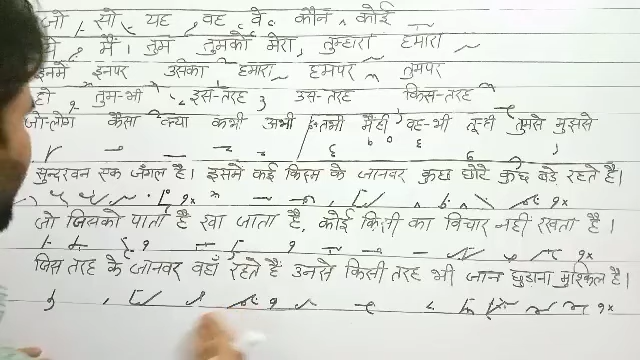 जो , सो , यह , वह , वे , कौन , कोई
मैं । तुम तुमको मेरा, तुम्हारा हमारा
इनमें इनपर उसका हमारा, हमपर तुमपर
तुम-भी इस-तरह उस-तरह किस-तरह
जो-लोग कैसा क्या कभी अभी तभी मैंही वह-भी तू-ही तुमसे मुझसे
सुन्दरवन एक जंगल है। इसमें कई किस्म के जानवर कुछ छोटे कुछ बड़े रहते हैं।
जो जिसको पाता है खा जाता है, कोई किसी का विचार नहीं रखता है।
जिस तरह के जानवर वहाँ रहते हैं उनसे किसी तरह भी जान छुड़ाना मुश्किल है।